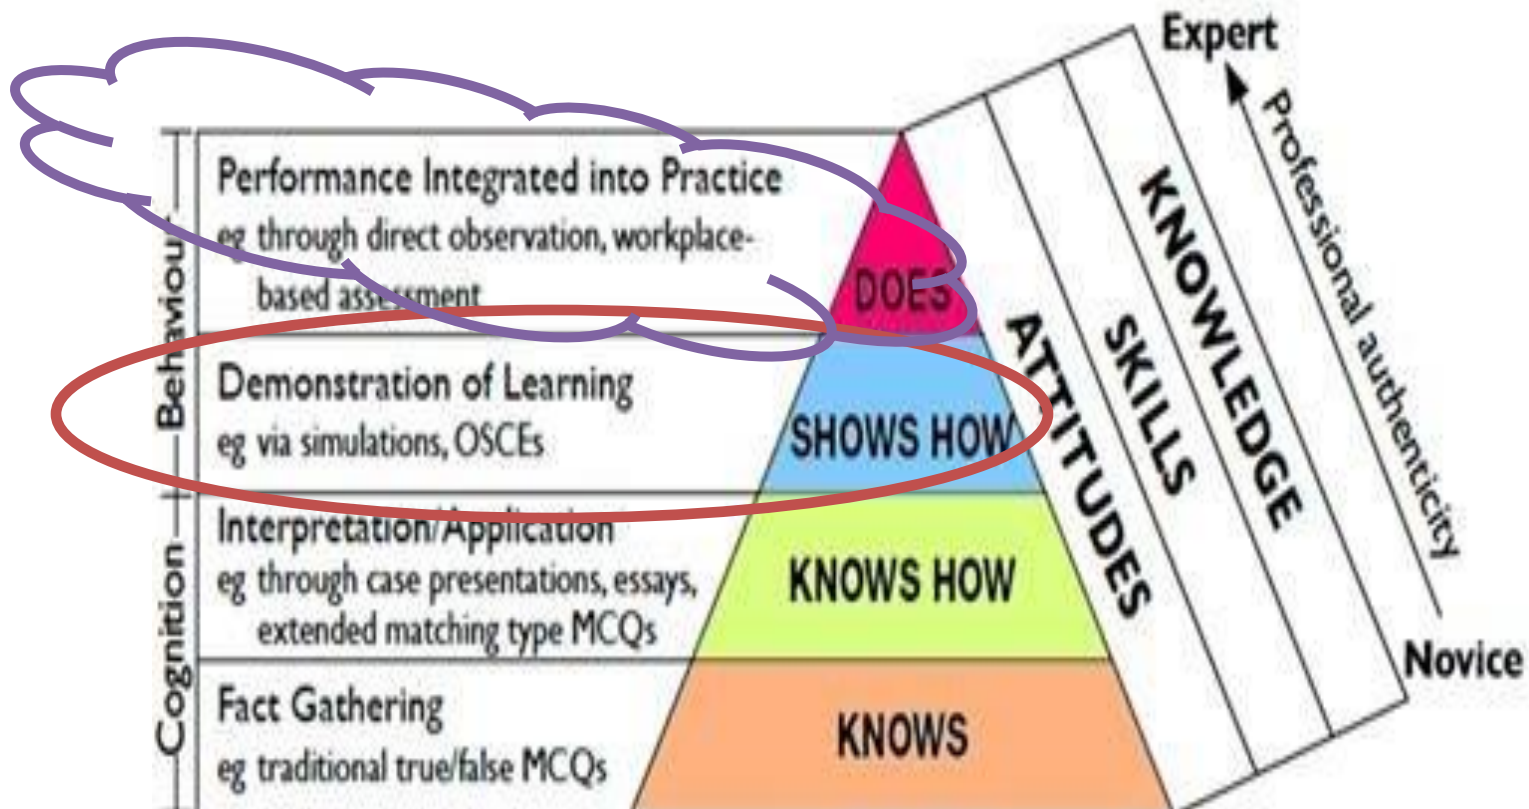 Expert
Professional authenticity
Novice
KNOWLEDGE
SKILLS
ATTITUDES
Behaviour
Performance Integrated into Practice
eg through direct observation, workplace-
based assessment
DOES
Demonstration of Learning
eg via simulations, OSCEs
SHOWS HOW
Cognition
Interpretation/Application
eg through case presentations, essays,
extended matching type MCQs
KNOWS HOW
Fact Gathering
eg traditional true/false MCQs
KNOWS